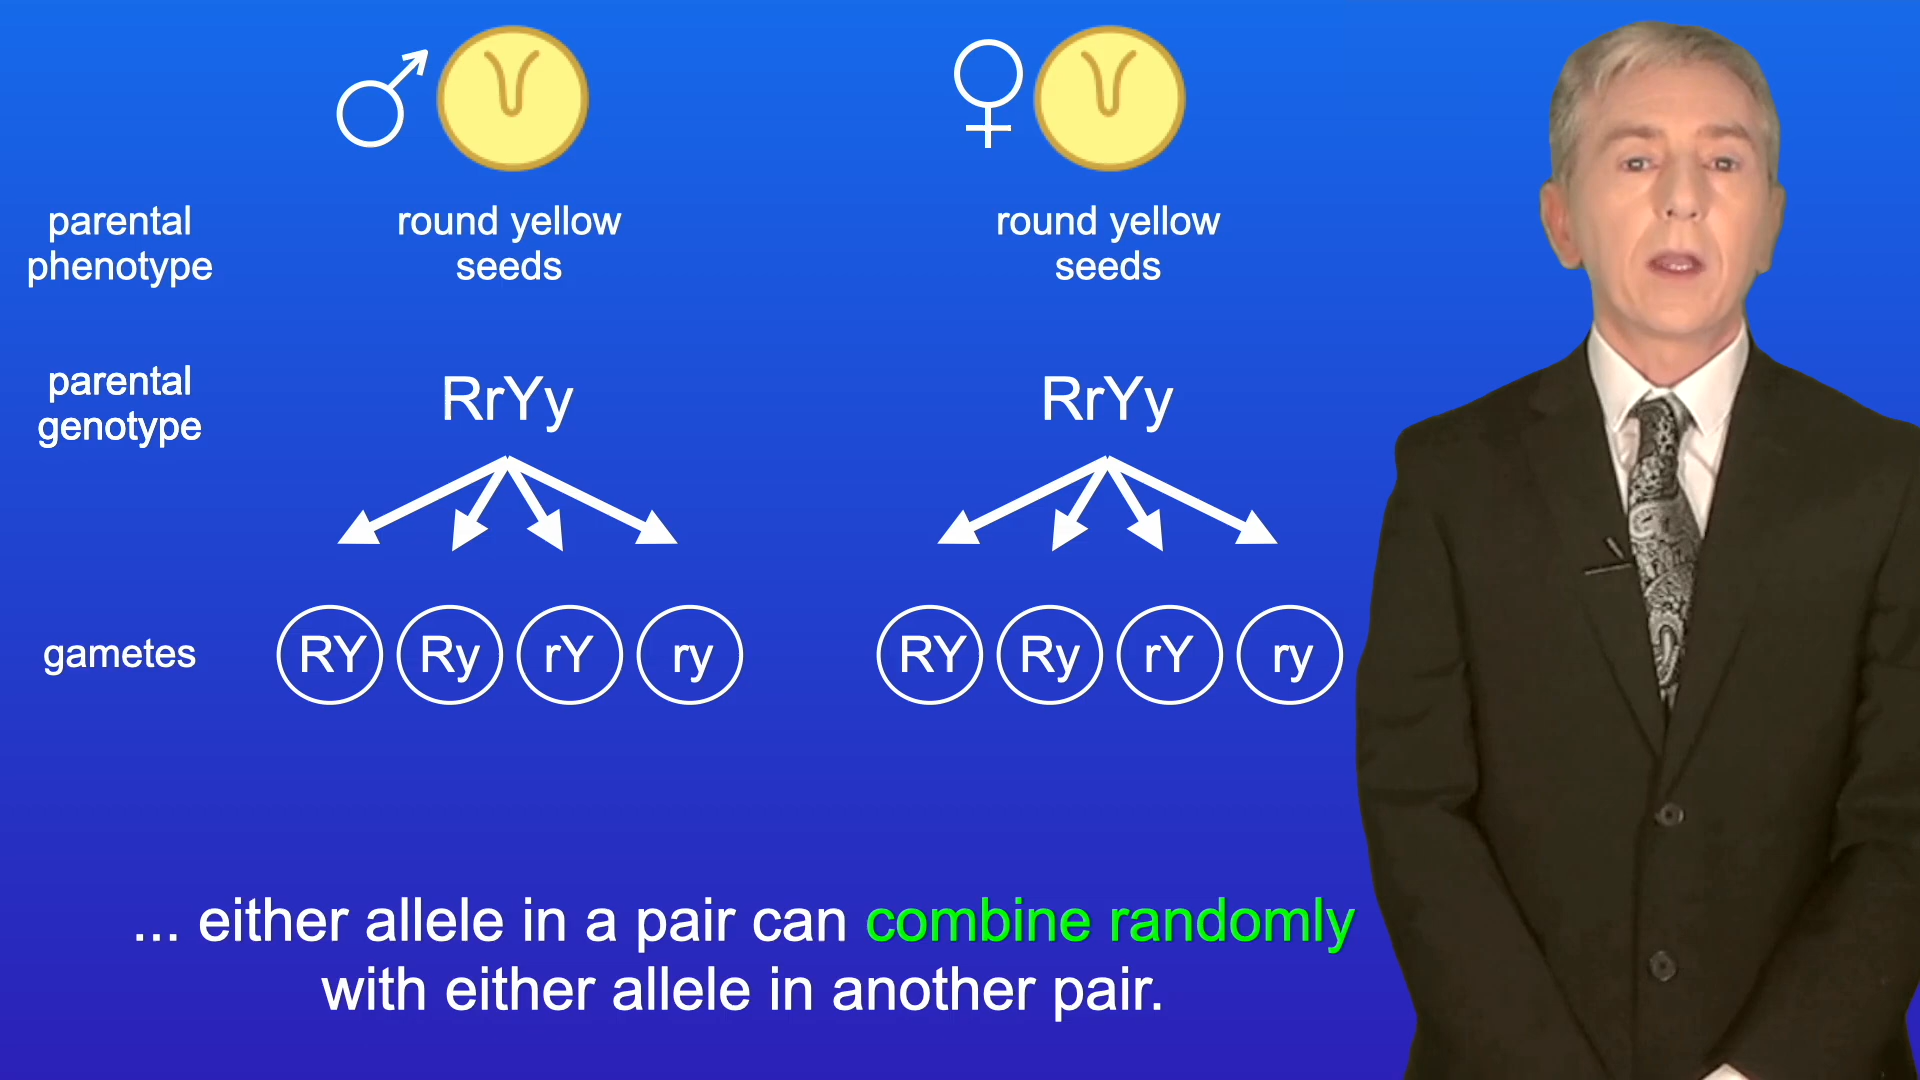 parental
phenotype
round yellow
seeds
round yellow
seeds
parental
genotype
RrYy
RrYy
gametes
RY Ry rY ry
RY Ry rY ry
... either allele in a pair can combine randomly
with either allele in another pair.